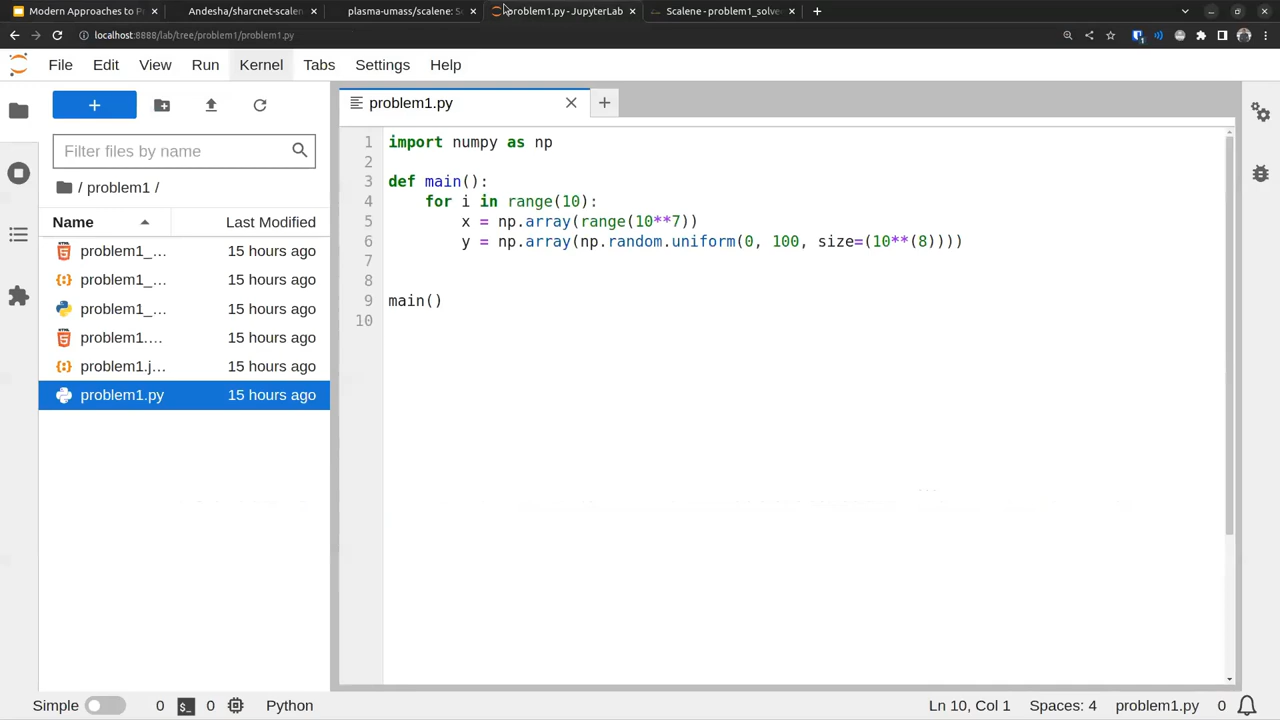 Modern Approaches to P
Andesha/sharcnet-scalen
plasma-umass/scalene: S
problem1.py - JupyterLab
Scalene - problem1_solve
localhost:8888/lab/tree/problem1/problem1.py
File Edit View Run Kernel Tabs Settings Help
problem1.py
Filter files by name
/ problem1 /
Name Last Modified
problem1_... 15 hours ago
problem1_... 15 hours ago
problem1_... 15 hours ago
problem1.... 15 hours ago
problem1.j... 15 hours ago
problem1.py 15 hours ago
1 import numpy as np
2
3 def main():
4 for i in range(10):
5 x = np.array(range(10**7))
6 y = np.array(np.random.uniform(0, 100, size=(10**(8))))
7
8
9 main()
10
Simple 0 $_ 0 Python Ln 10, Col 1 Spaces: 4 problem1.py 0